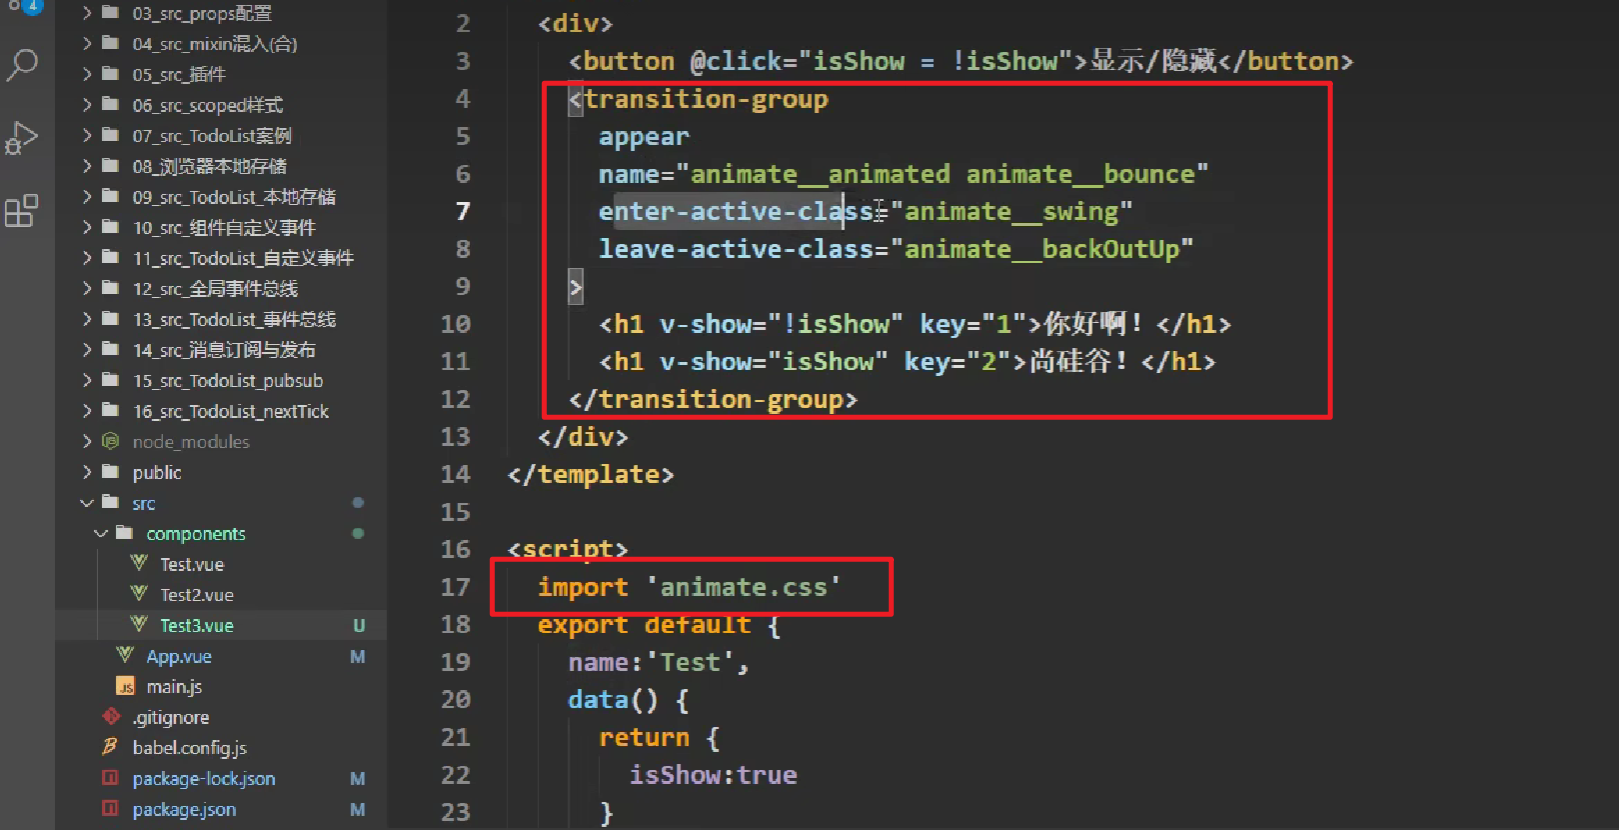 4
03_src_props配置
04_src_mixin混入(合)
05_src_插件
06_src_scoped样式
07_src_TodoList案例
08_浏览器本地存储
09_src_TodoList_本地存储
10_src_组件自定义事件
11_src_TodoList_自定义事件
12_src_全局事件总线
13_src_TodoList_事件总线
14_src_消息订阅与发布
15_src_TodoList_pubsub
16_src_TodoList_nextTick
node_modules
public
src
components
Test.vue
Test2.vue
Test3.vue U
App.vue M
JS main.js
.gitignore
babel.config.js
package-lock.json M
package.json M
2 <div>
3 <button @click="isShow = !isShow">显示/隐藏</button>
4 <transition-group
5 appear
6 name="animate__animated animate__bounce"
7 enter-active-class="animate__swing"
8 leave-active-class="animate__backOutUp"
9 >
10 <h1 v-show="!isShow" key="1">你好啊！</h1>
11 <h1 v-show="isShow" key="2">尚硅谷！</h1>
12 </transition-group>
13 </div>
14 </template>
15
16 <script>
17 import 'animate.css'
18 export default {
19 name:'Test',
20 data() {
21 return {
22 isShow:true
23 }